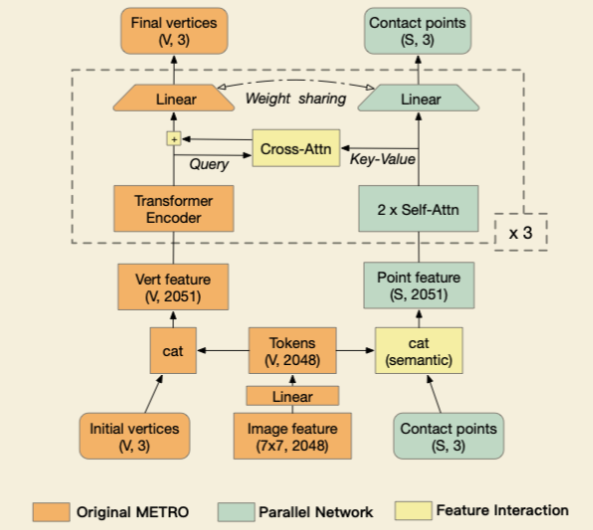 Final vertices
(V, 3)
Contact points
(S, 3)
Linear
Weight sharing
Linear
+
Cross-Attn
Query
Key-Value
Transformer
Encoder
2 x Self-Attn
x 3
Vert feature
(V, 2051)
Point feature
(S, 2051)
cat
Tokens
(V, 2048)
cat
(semantic)
Linear
Initial vertices
(V, 3)
Image feature
(7x7, 2048)
Contact points
(S, 3)
Original METRO
Parallel Network
Feature Interaction